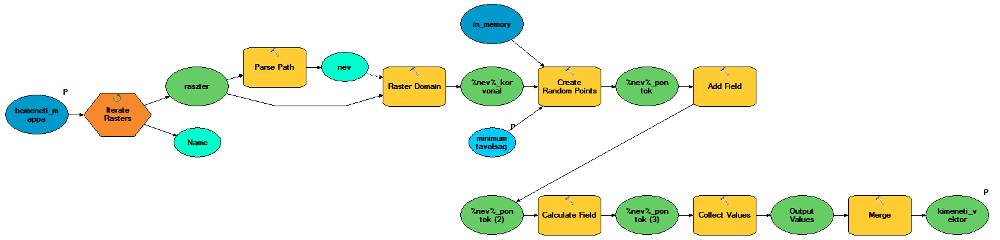 in_memory
Parse Path
nev
raszter
Raster Domain
%nev%_kor
vonal
Create
Random Points
%nev%_pon
tok
Add Field
P
bemeneti_m
appa
Iterate
Rasters
Name
P
minimum
tavolsag
%nev%_pon
tok (2)
Calculate Field
%nev%_pon
tok (3)
Collect Values
Output
Values
Merge
P
kimeneti_v
ektor